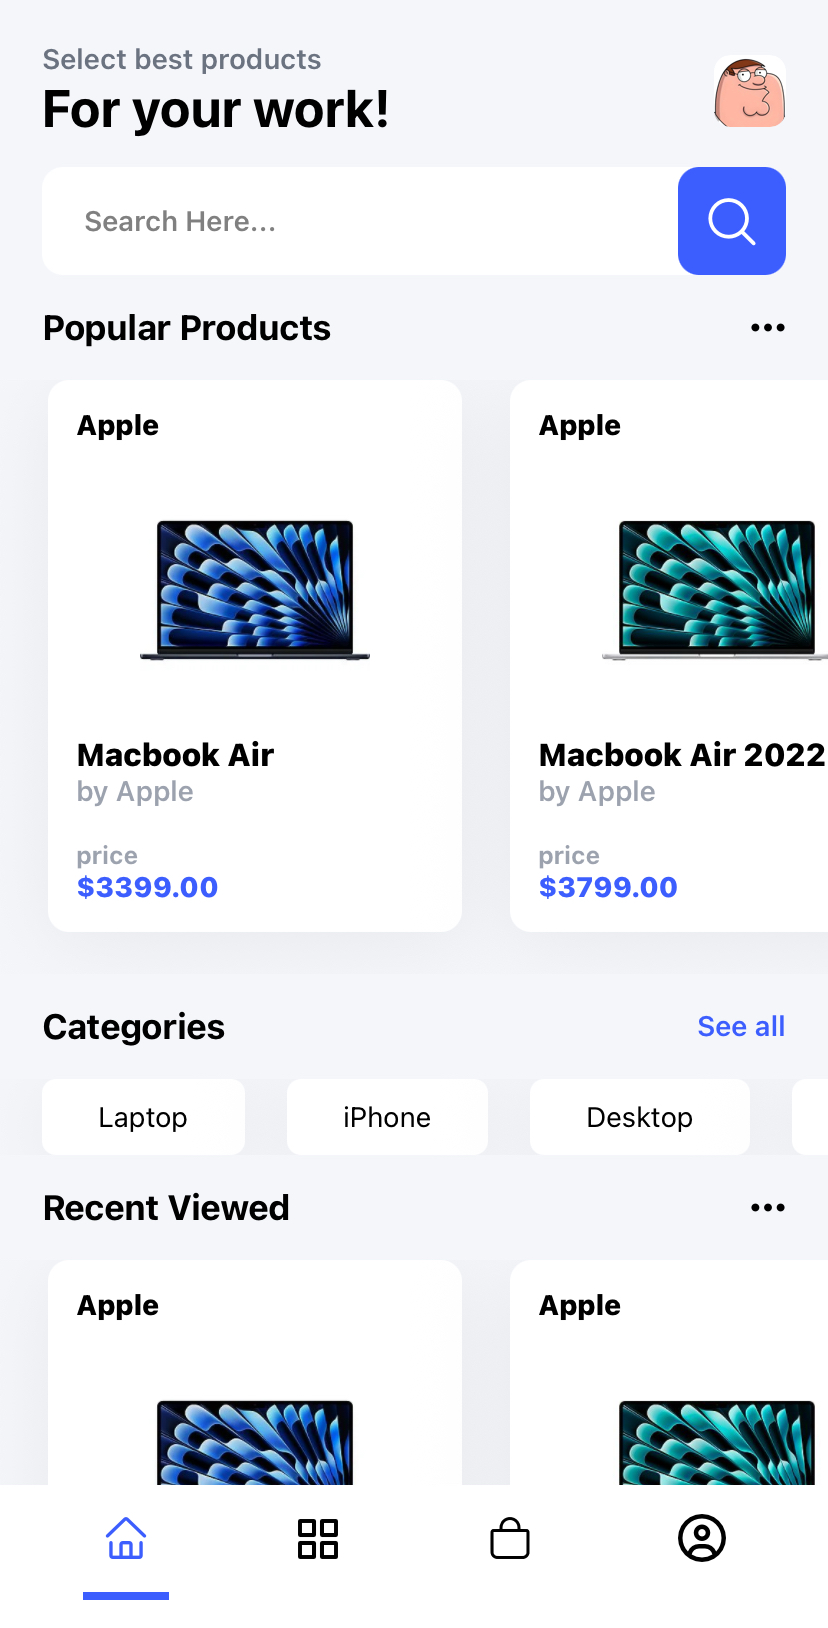 Select best products
For your work!
Search Here...
Popular Products
Apple
Apple
Macbook Air
by Apple
price
$3399.00
Macbook Air 2022
by Apple
price
$3799.00
Categories
See all
Laptop
iPhone
Desktop
Recent Viewed
Apple
Apple